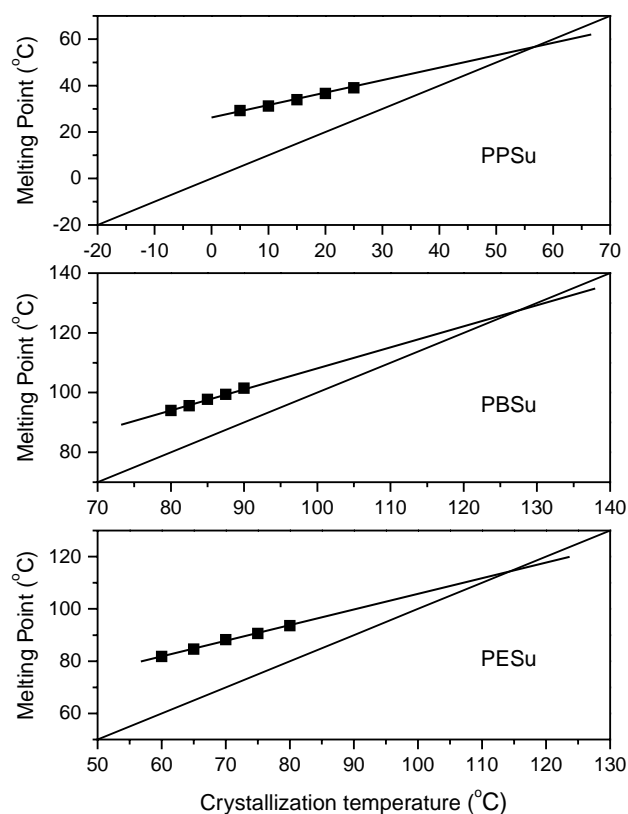 60
40
20
0
-20
Melting Point (°C)
PPSu
-20 -10 0 10 20 30 40 50 60 70
140
120
100
80
Melting Point (°C)
PBSu
70 80 90 100 110 120 130 140
120
100
80
60
Melting Point (°C)
PESu
50 60 70 80 90 100 110 120 130
Crystallization temperature (°C)